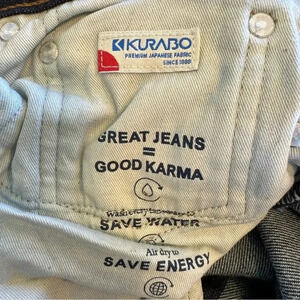 KURABO
PREMIUM JAPANESE FABRIC
SINCE 1888
GREAT JEANS
=
GOOD KARMA
SAVE WATER
Air dry to
SAVE ENERGY